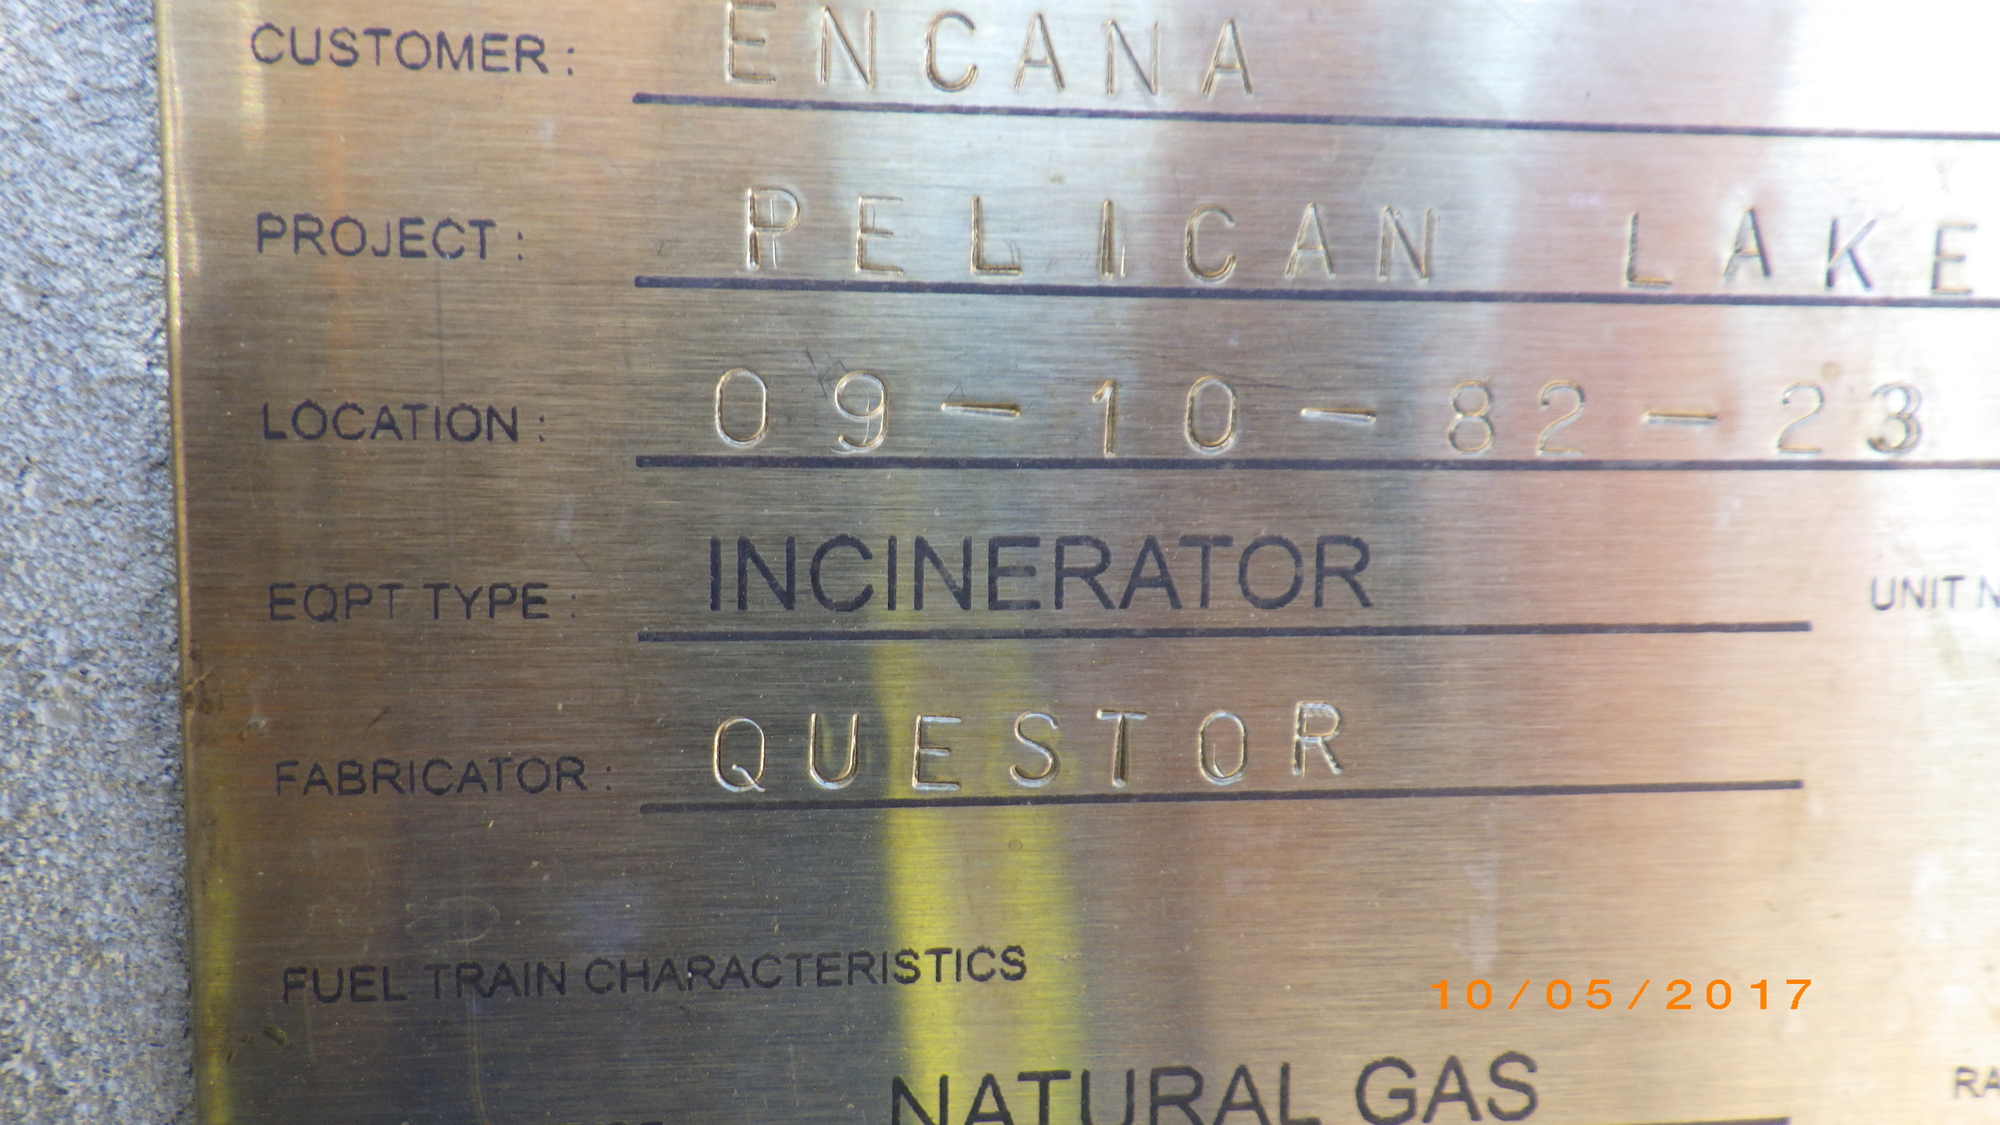 CUSTOMER : ENCANA
PROJECT : PELICAN LAKE
LOCATION : 09-10-82-23
EQPT TYPE : INCINERATOR UNIT
FABRICATOR : QUESTOR
FUEL TRAIN CHARACTERISTICS
10/05/2017
NATURAL GAS